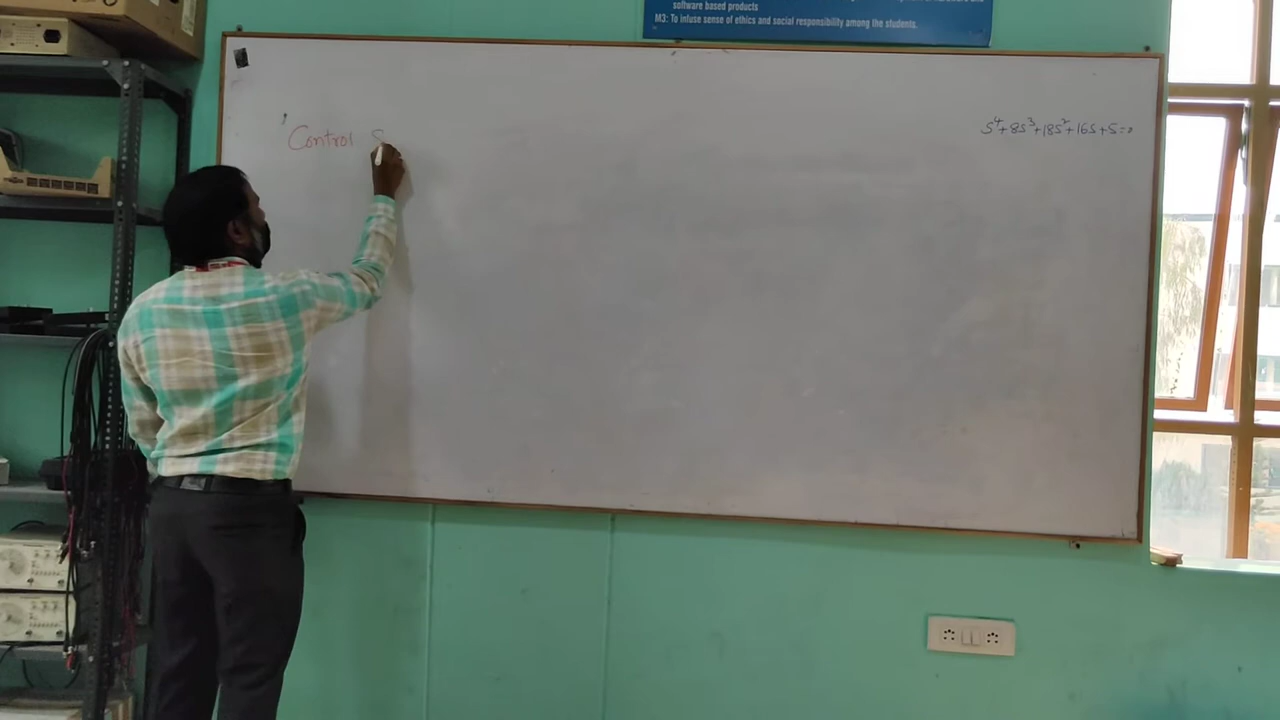 software based products
M3: To infuse sense of ethics and social responsibility among the students.
Control S
s⁴+8s³+18s²+16s+5=0